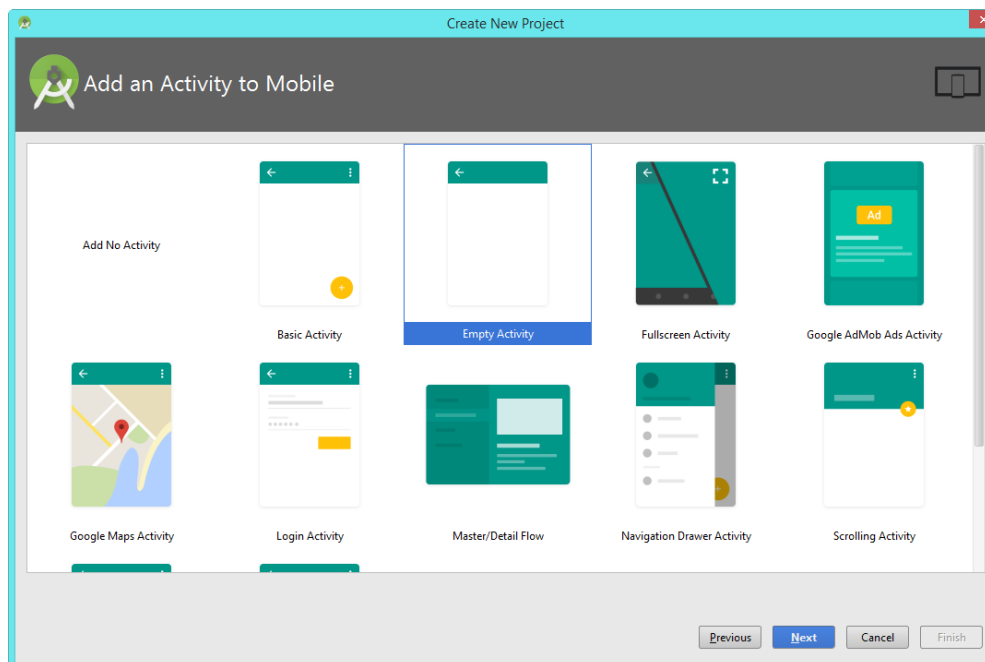 Create New Project
Add an Activity to Mobile
Add No Activity
Basic Activity
Empty Activity
Fullscreen Activity
Ad
Google AdMob Ads Activity
Google Maps Activity
Login Activity
Master/Detail Flow
Navigation Drawer Activity
Scrolling Activity
Previous
Next
Cancel
Finish